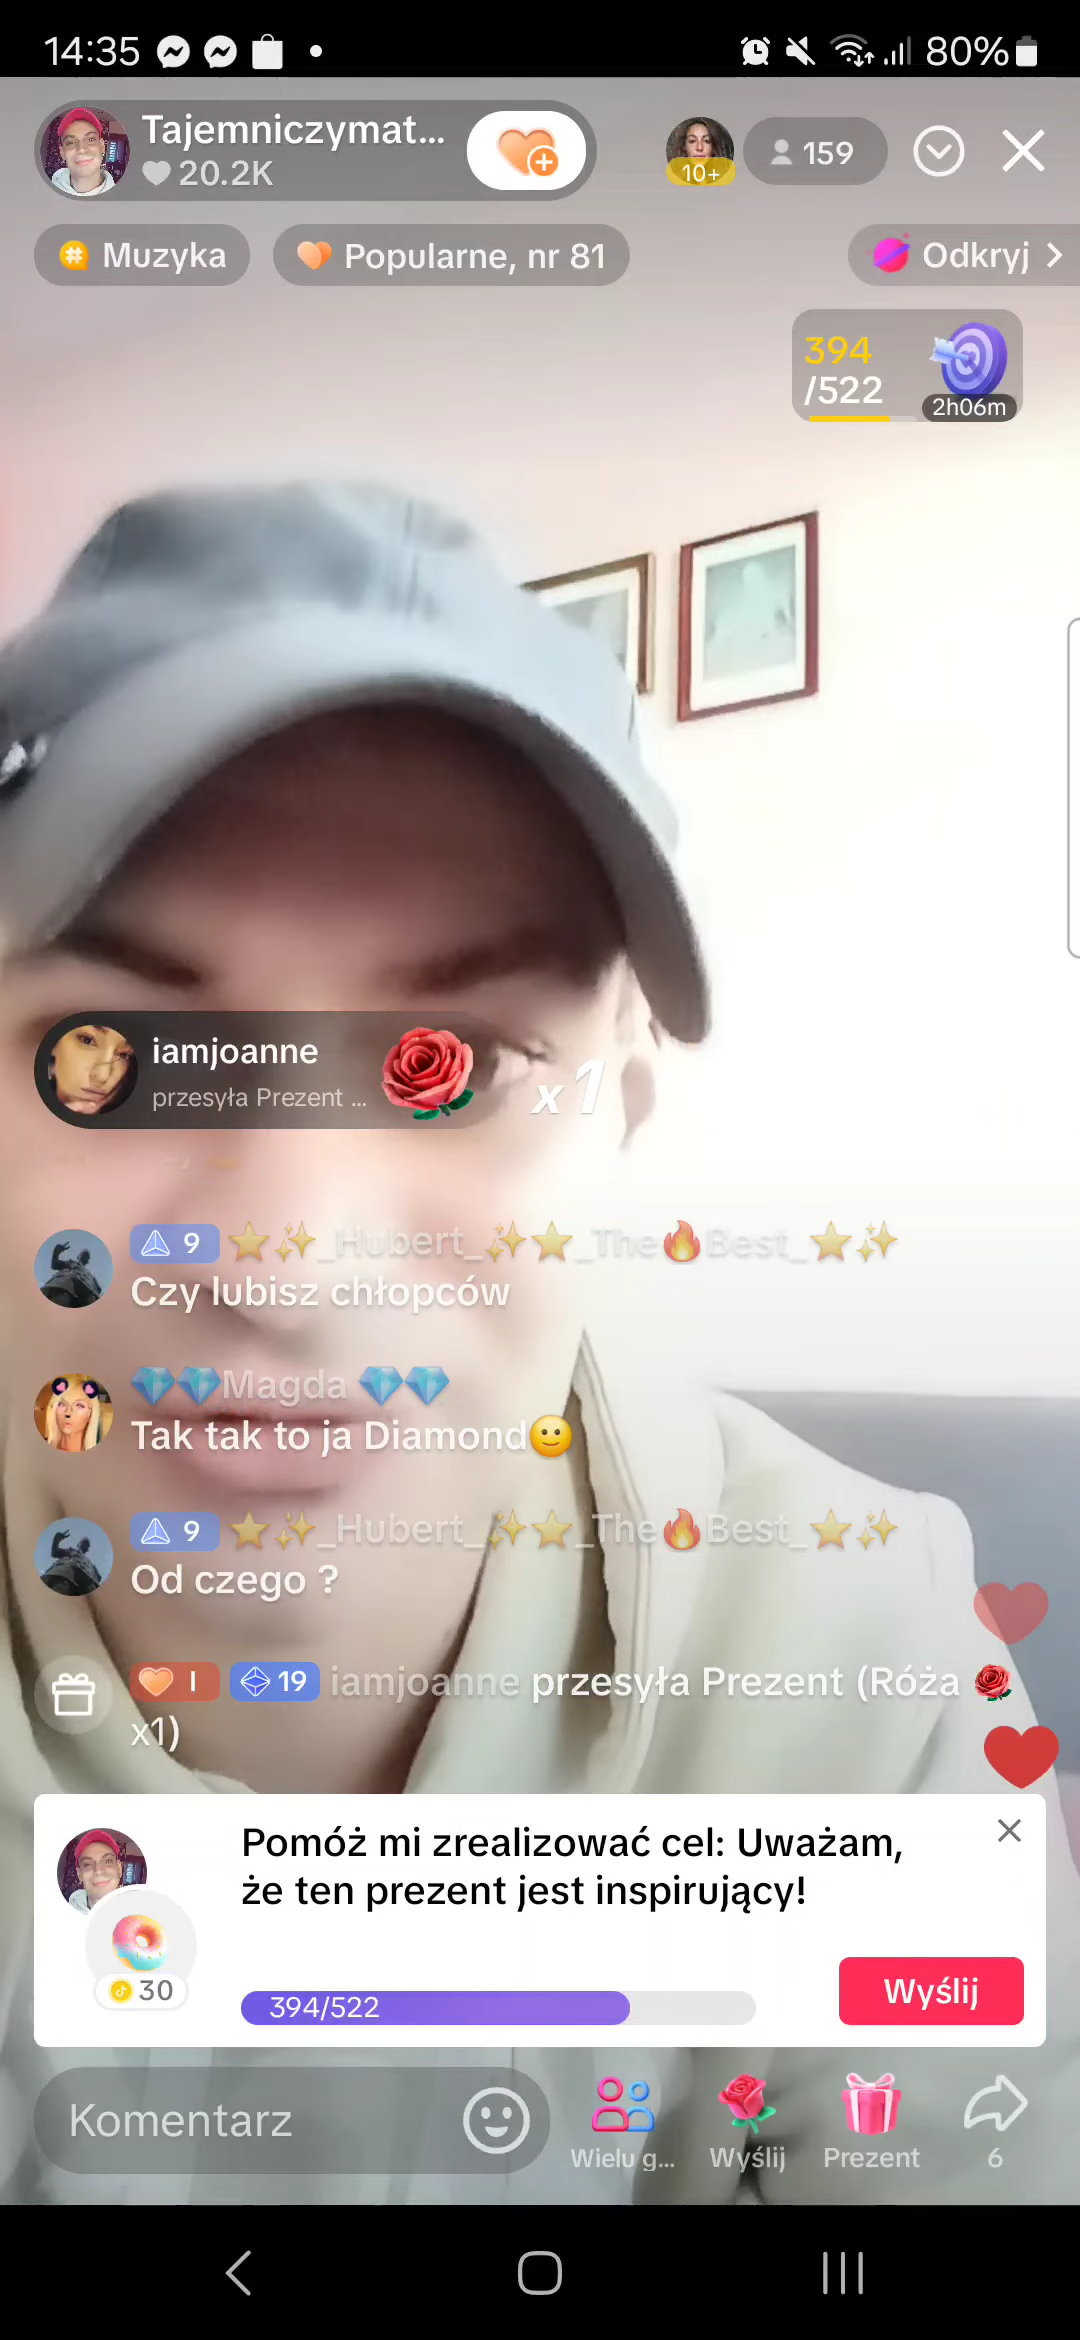 14:35
80%
Tajemniczymat...
20.2K
10+
159
Muzyka
Popularne, nr 81
Odkryj
394
/522
2h06m
iamjoanne
przesyła Prezent ...
x1
9 ⭐✨_Hubert_✨⭐_The🔥Best_⭐✨
Czy lubisz chłopców
💎💎Magda 💎💎
Tak tak to ja Diamond🙂
9 ⭐✨_Hubert_✨⭐_The🔥Best_⭐✨
Od czego ?
I 19 iamjoanne przesyła Prezent (Róża 🌹
x1)
Pomóż mi zrealizować cel: Uważam,
że ten prezent jest inspirujący!
30
394/522
Wyślij
Komentarz
Wielu g...
Wyślij
Prezent
6